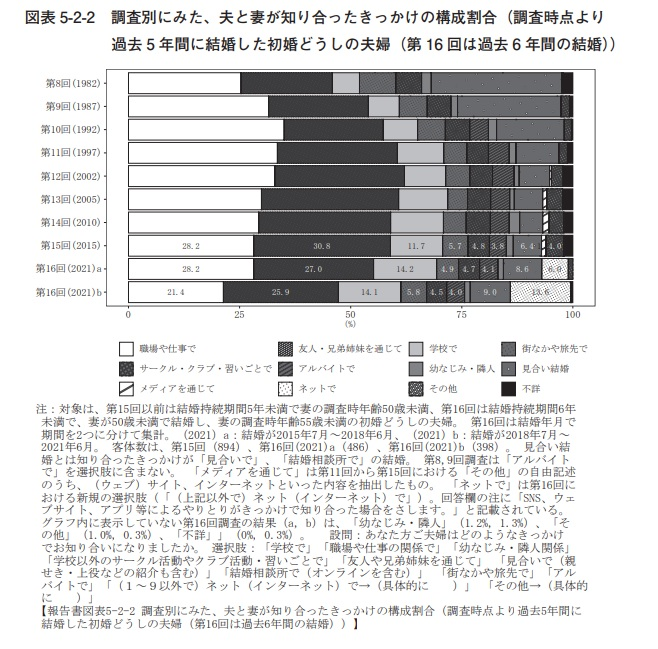 図表 5-2-2　調査別にみた、夫と妻が知り合ったきっかけの構成割合（調査時点より
過去 5 年間に結婚した初婚どうしの夫婦（第 16 回は過去 6 年間の結婚））
第8回(1982)
第9回(1987)
第10回(1992)
第11回(1997)
第12回(2002)
第13回(2005)
第14回(2010)
第15回(2015) 28.2 30.8 11.7 5.7 4.8 3.8 6.4 4.0
第16回(2021)a 28.2 27.0 14.2 4.9 4.7 4.1 8.6 6.0
第16回(2021)b 21.4 25.9 14.1 5.8 4.5 4.0 9.0 13.6
0 25 50 75 100
(%)
職場や仕事で 友人・兄弟姉妹を通じて 学校で 街なかや旅先で
サークル・クラブ・習いごとで アルバイトで 幼なじみ・隣人 見合い結婚
メディアを通じて ネットで その他 不詳
注：対象は、第15回以前は結婚持続期間5年未満で妻の調査時年齢50歳未満、第16回は結婚持続期間6年
未満で、妻が50歳未満で結婚し、妻の調査時年齢55歳未満の初婚どうしの夫婦。 第16回は結婚年月で
期間を2つに分けて集計。（2021）a：結婚が2015年7月～2018年6月、（2021）b：結婚が2018年7月～
2021年6月。 客体数は、第15回（894）、第16回(2021)a（486）、第16回(2021)b（398）。 見合い結
婚とは知り合ったきっかけが「見合いで」、「結婚相談所で」の結婚。 第8,9回調査は「アルバイト
で」を選択肢に含まない。 「メディアを通じて」は第11回から第15回における「その他」の自由記述
のうち、（ウェブ）サイト、インターネットといった内容を抽出したもの。 「ネットで」は第16回に
おける新規の選択肢（「（上記以外で）ネット（インターネット）で」）。回答欄の注に「SNS、ウェ
ブサイト、アプリ等によるやりとりがきっかけで知り合った場合をさします。」と記載されている。
グラフ内に表示していない第16回調査の結果（a, b）は、「幼なじみ・隣人」（1.2%, 1.3%）、「そ
の他」（1.0%, 0.3%）、「不詳」」（0%, 0.3%）。 設問：あなた方ご夫婦はどのようなきっかけ
でお知り合いになりましたか。 選択肢：「学校で」「職場や仕事の関係で」「幼なじみ・隣人関係」
「学校以外のサークル活動やクラブ活動・習いごとで」「友人や兄弟姉妹を通じて」 「見合いで（親
せき・上役などの紹介も含む）」「結婚相談所で（オンラインを含む）」 「街なかや旅先で」「アル
バイトで」「（１～９以外で）ネット（インターネット）で→（具体的に　　）」「その他→（具体的
に　　）」
【報告書図表5-2-2 調査別にみた、夫と妻が知り合ったきっかけの構成割合（調査時点より過去5年間に
結婚した初婚どうしの夫婦（第16回は過去6年間の結婚））】